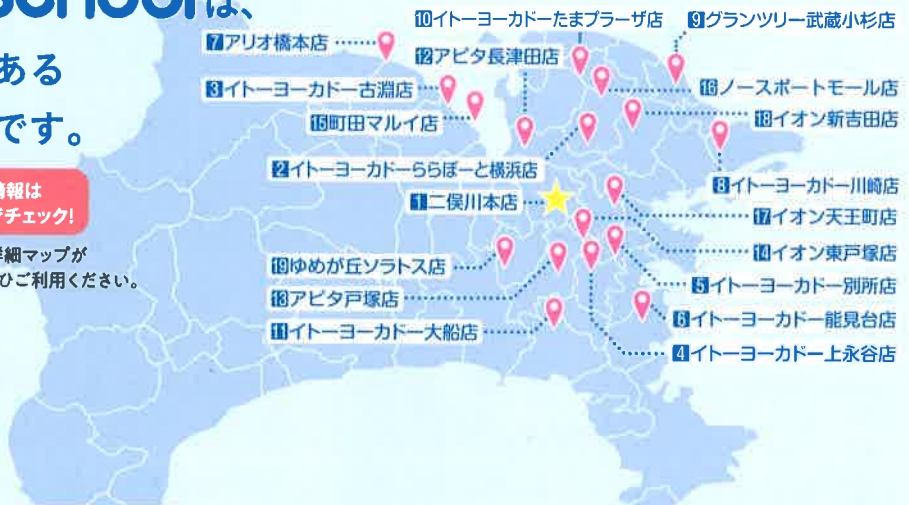 schoolは、
ある
です。
情報は
チェック!
詳細マップが
ひご利用ください。
10イトーヨーカドーたまプラーザ店
9グランツリー武蔵小杉店
7アリオ橋本店
12アピタ長津田店
3イトーヨーカドー古淵店
16ノースポートモール店
15町田マルイ店
18イオン新吉田店
2イトーヨーカドーららぽーと横浜店
8イトーヨーカドー川崎店
1二俣川本店
17イオン天王町店
14イオン東戸塚店
19ゆめが丘ソラトス店
5イトーヨーカドー別所店
13アピタ戸塚店
6イトーヨーカドー能見台店
11イトーヨーカドー大船店
4イトーヨーカドー上永谷店